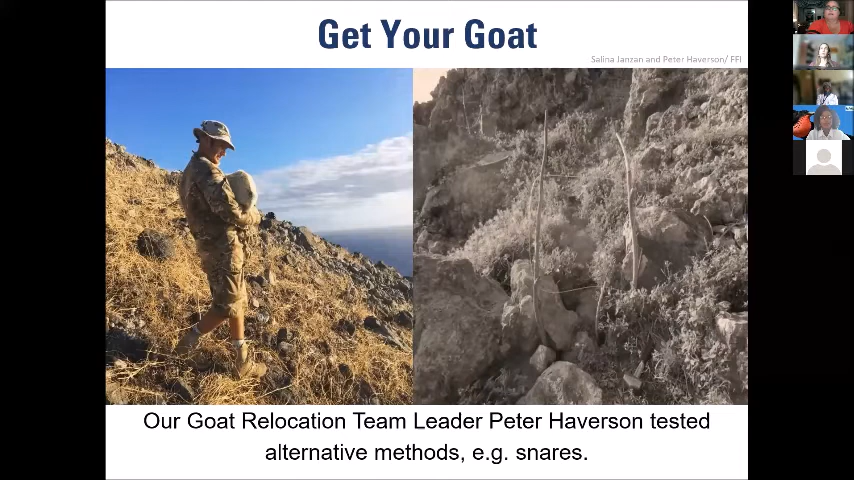 Get Your Goat
Salina Janzan and Peter Haverson/ FFI
Our Goat Relocation Team Leader Peter Haverson tested
alternative methods, e.g. snares.